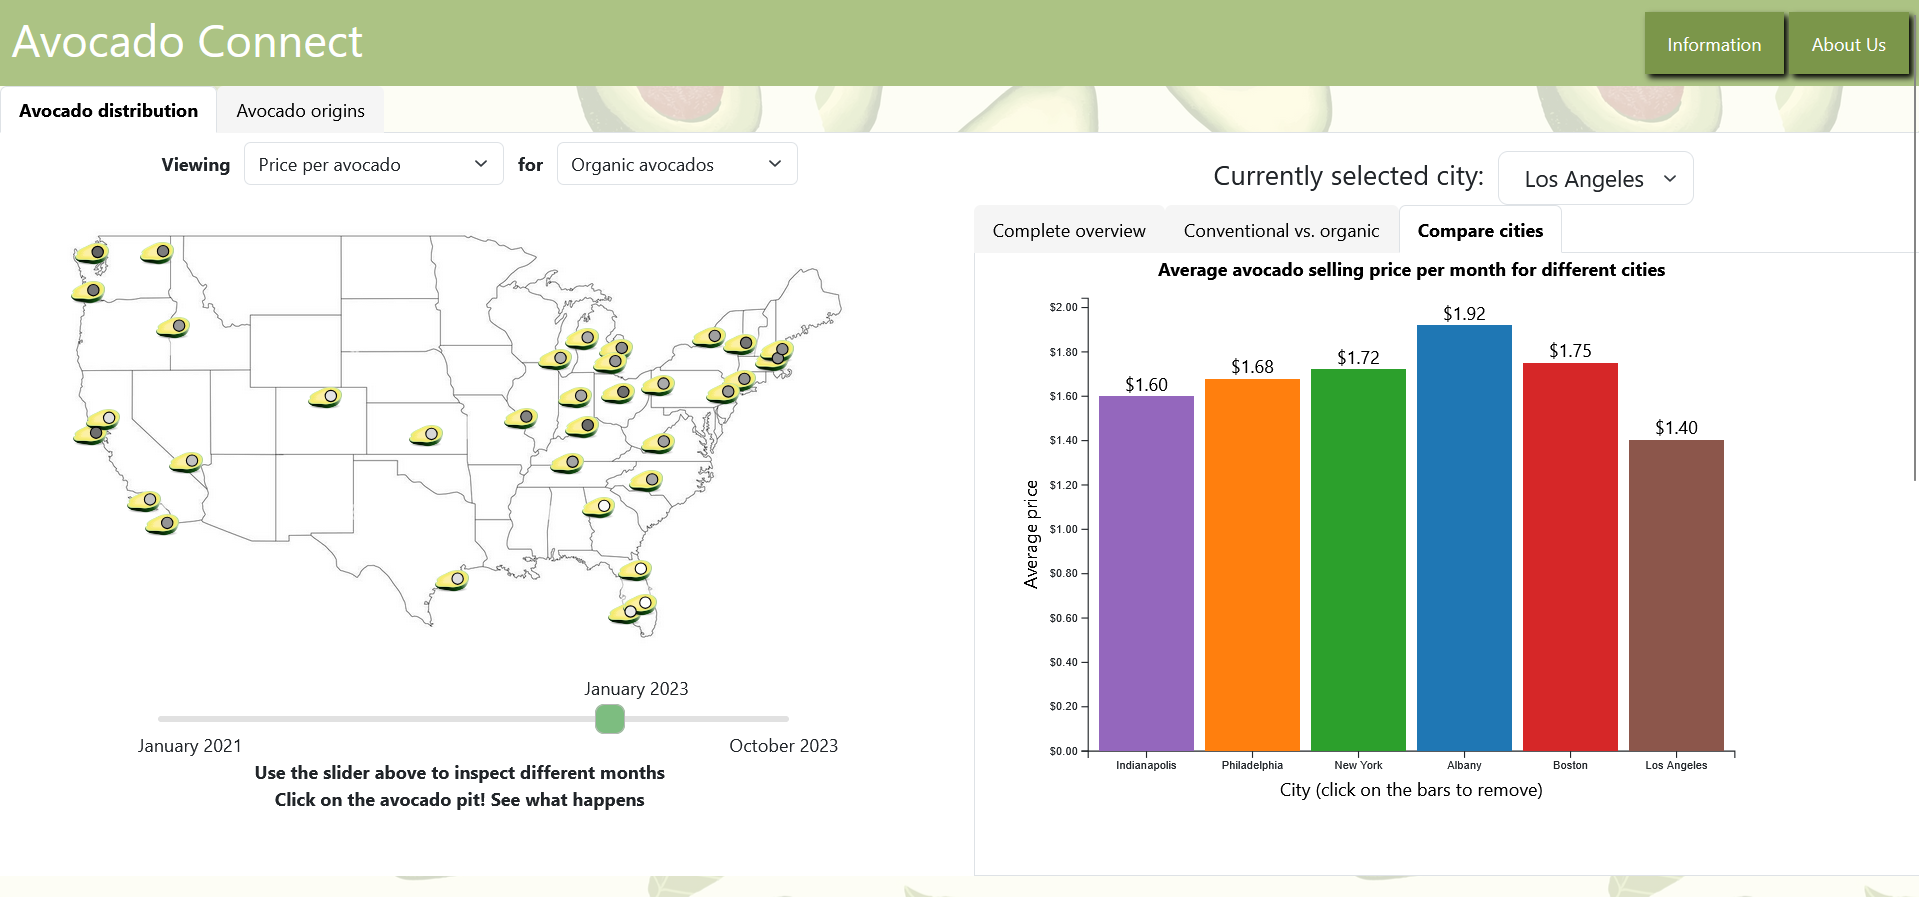 Avocado Connect
Information
About Us
Avocado distribution
Avocado origins
Viewing
Price per avocado
for
Organic avocados
January 2023
January 2021
October 2023
Use the slider above to inspect different months
Click on the avocado pit! See what happens
Currently selected city:
Los Angeles
Complete overview
Conventional vs. organic
Compare cities
Average avocado selling price per month for different cities
Average price
$2.00
$1.80
$1.60
$1.40
$1.20
$1.00
$0.80
$0.60
$0.40
$0.20
$0.00
$1.60
$1.68
$1.72
$1.92
$1.75
$1.40
Indianapolis
Philadelphia
New York
Albany
Boston
Los Angeles
City (click on the bars to remove)